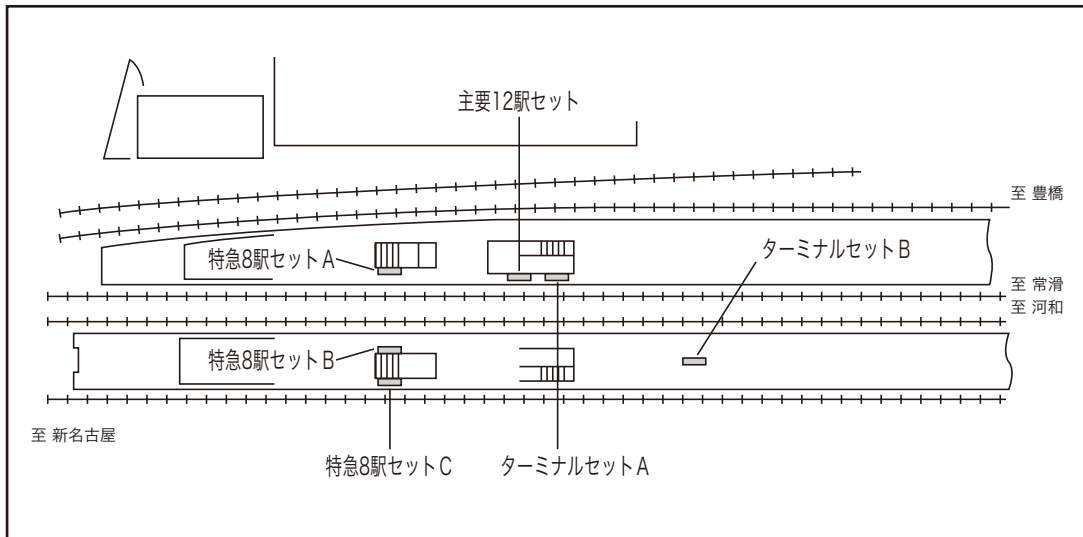 主要12駅セット
至 豊橋
ターミナルセットB
特急8駅セットA
至 常滑
至 河和
特急8駅セットB
至 新名古屋
特急8駅セットC
ターミナルセットA